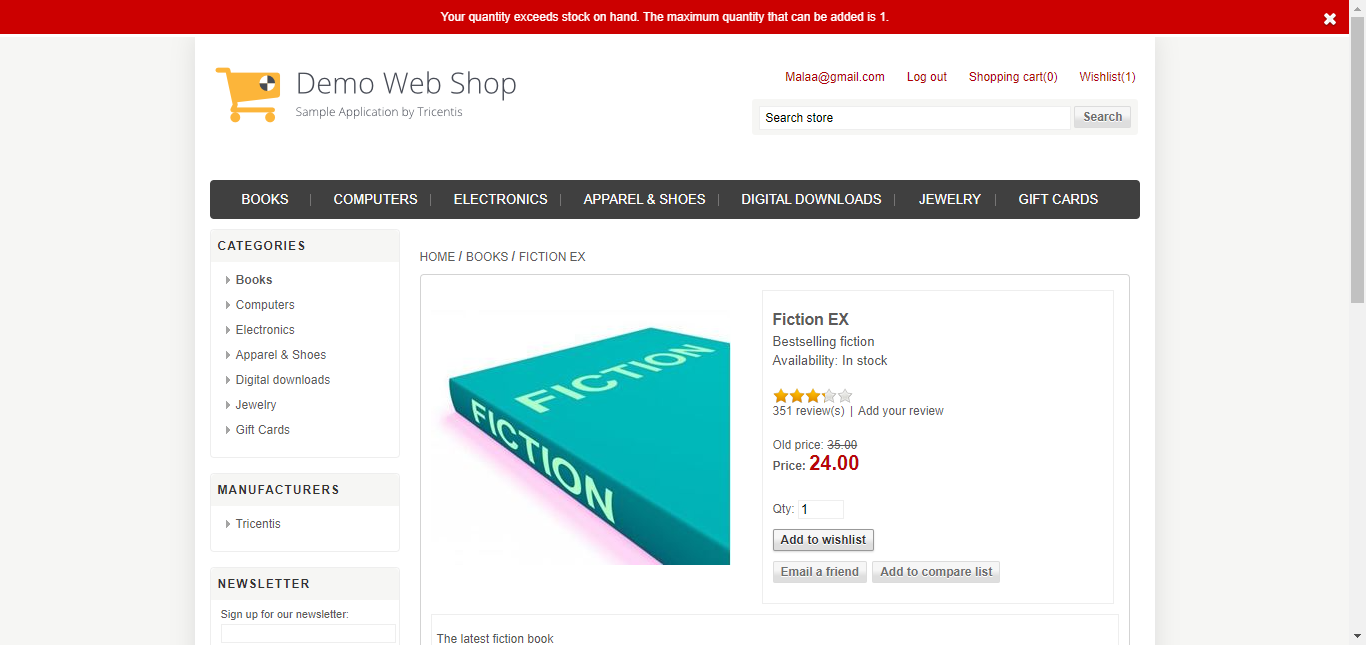 Your quantity exceeds stock on hand. The maximum quantity that can be added is 1.
Demo Web Shop
Sample Application by Tricentis
Malaa@gmail.com Log out Shopping cart(0) Wishlist(1)
Search store Search
BOOKS COMPUTERS ELECTRONICS APPAREL & SHOES DIGITAL DOWNLOADS JEWELRY GIFT CARDS
CATEGORIES
Books
Computers
Electronics
Apparel & Shoes
Digital downloads
Jewelry
Gift Cards
MANUFACTURERS
Tricentis
NEWSLETTER
Sign up for our newsletter:
HOME / BOOKS / FICTION EX
FICTION
FICTION
Fiction EX
Bestselling fiction
Availability: In stock
351 review(s) | Add your review
Old price: 35.00
Price: 24.00
Qty: 1
Add to wishlist
Email a friend Add to compare list
The latest fiction book